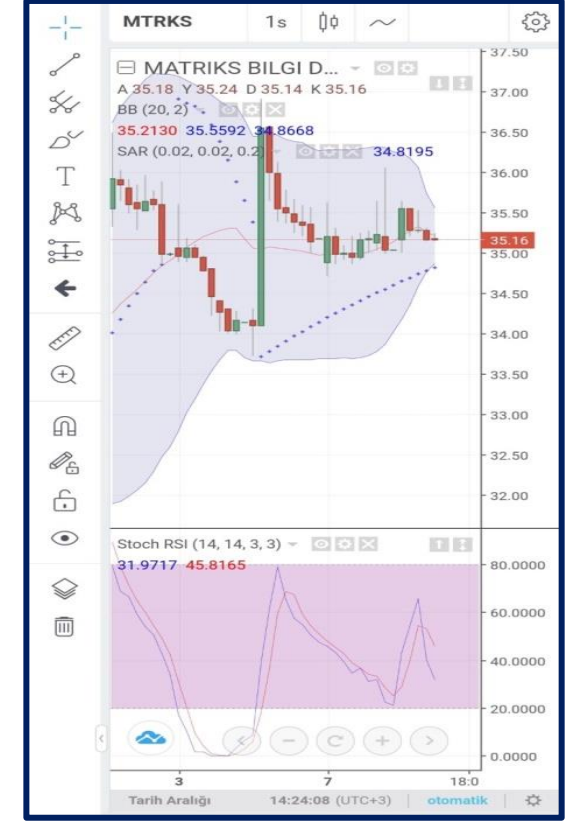 MTRKS 1s
MATRIKS BILGI D...
A 35.18 Y 35.24 D 35.14 K 35.16
BB (20, 2)
35.2130 35.5592 34.8668
SAR (0.02, 0.02, 0.2) 34.8195
37.50
37.00
36.50
36.00
35.50
35.16
35.00
34.50
34.00
33.50
33.00
32.50
32.00
Stoch RSI (14, 14, 3, 3)
31.9717 45.8165
80.0000
60.0000
40.0000
20.0000
0.0000
3 7 18:0
Tarih Aralığı 14:24:08 (UTC+3) otomatik